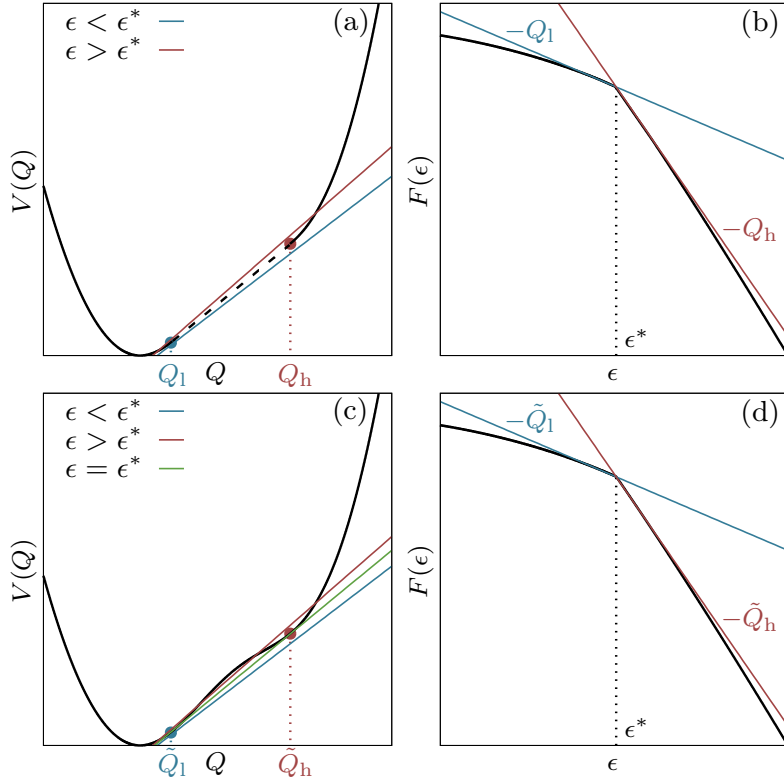 ϵ < ϵ*
ϵ > ϵ*
(a)
V(Q)
Q_l
Q
Q_h
(b)
−Q_l
−Q_h
F(ϵ)
ϵ*
ϵ
ϵ < ϵ*
ϵ > ϵ*
ϵ = ϵ*
(c)
V(Q)
Q̃_l
Q
Q̃_h
(d)
−Q̃_l
−Q̃_h
F(ϵ)
ϵ*
ϵ